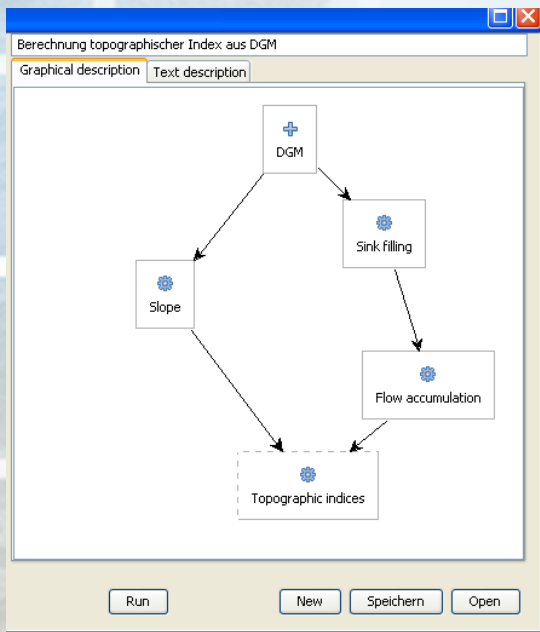 Berechnung topographischer Index aus DGM
Graphical description Text description
DGM
Sink filling
Slope
Flow accumulation
Topographic indices
Run New Speichern Open